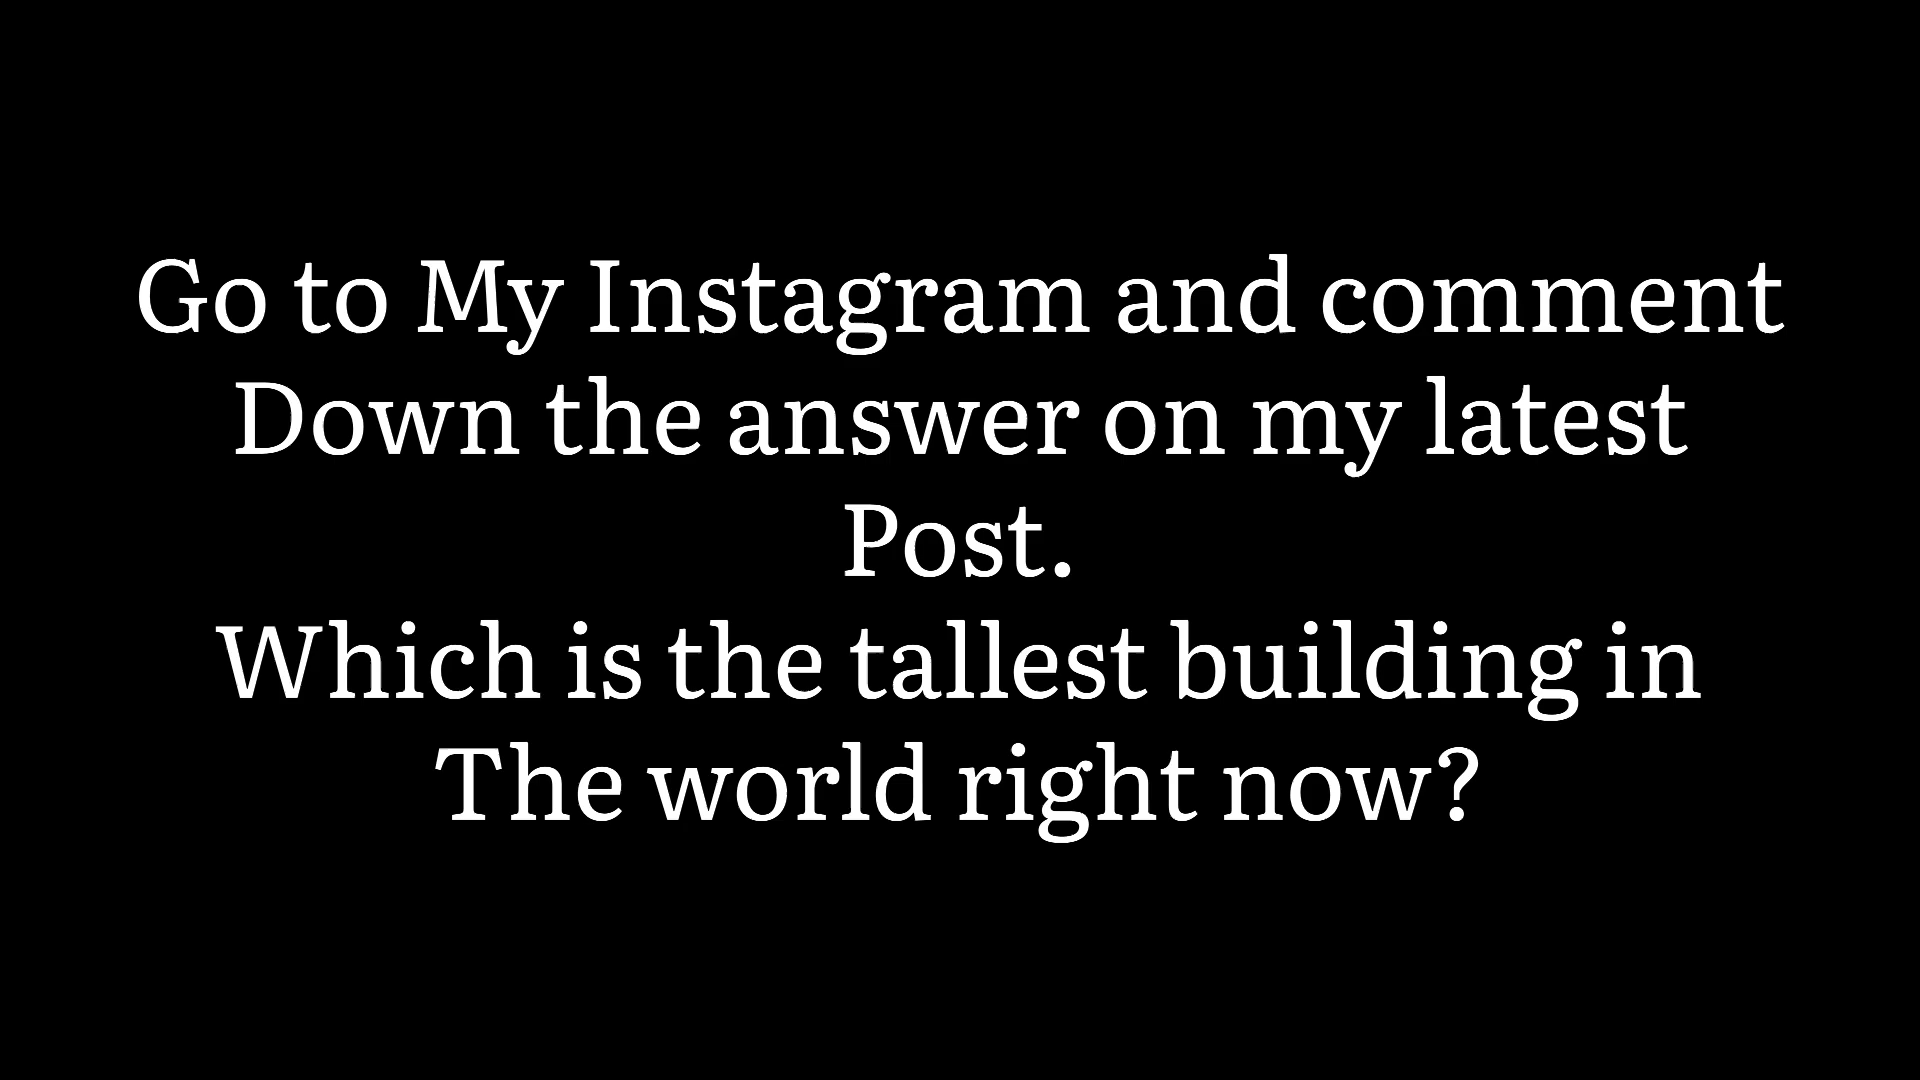 Go to My Instagram and comment
Down the answer on my latest
Post.
Which is the tallest building in
The world right now?